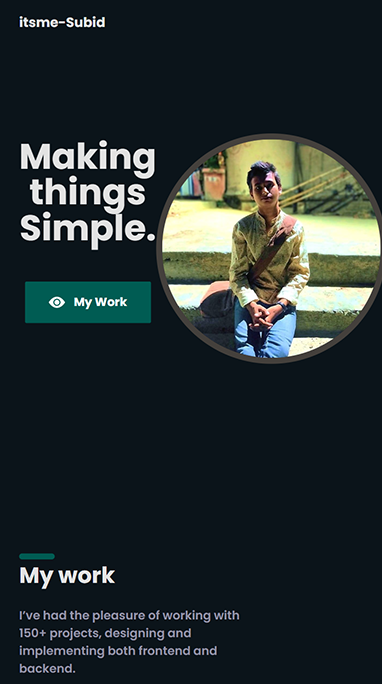 itsme-Subid
Making
things
Simple.
My Work
My work
I've had the pleasure of working with
150+ projects, designing and
implementing both frontend and
backend.